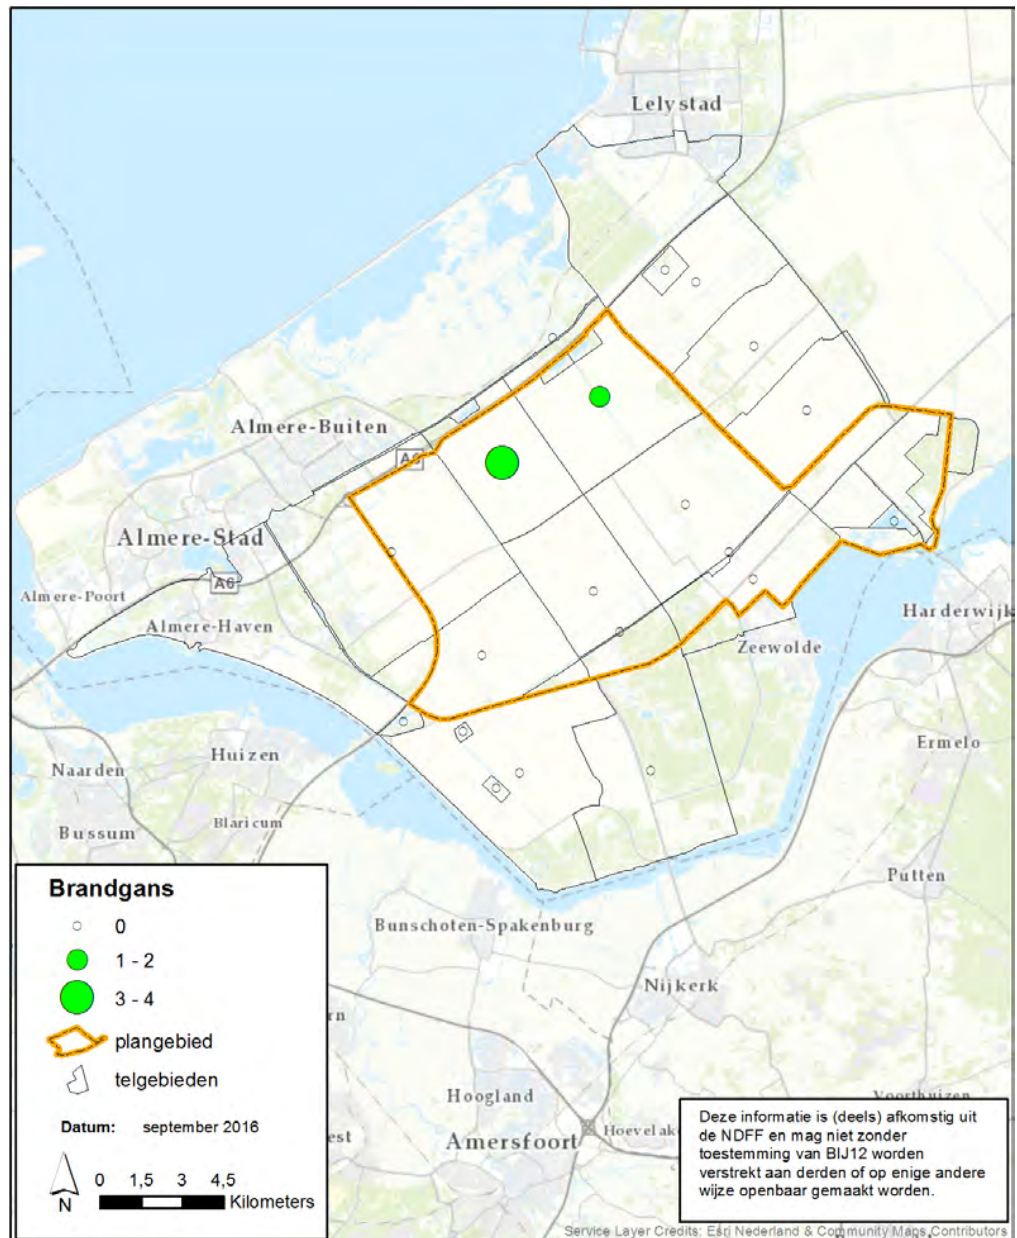 Lelystad
Almere-Buiten
A6
Almere-Stad
A6
Almere-Poort
Almere-Haven
Harderwijk
Zeewolde
Huizen
Naarden
Ermelo
Blaricum
Bussum
Putten
Bunschoten-Spakenburg
Nijkerk
Hoogland
Voorthuizen
Amersfoort
Hoevelak
Brandgans
0
1 - 2
3 - 4
plangebied
telgebieden
Datum: september 2016
N
0 1,5 3 4,5
Kilometers
Deze informatie is (deels) afkomstig uit
de NDFF en mag niet zonder
toestemming van BIJ12 worden
verstrekt aan derden of op enige andere
wijze openbaar gemaakt worden.
Service Layer Credits: Esri Nederland & Community Maps Contributors